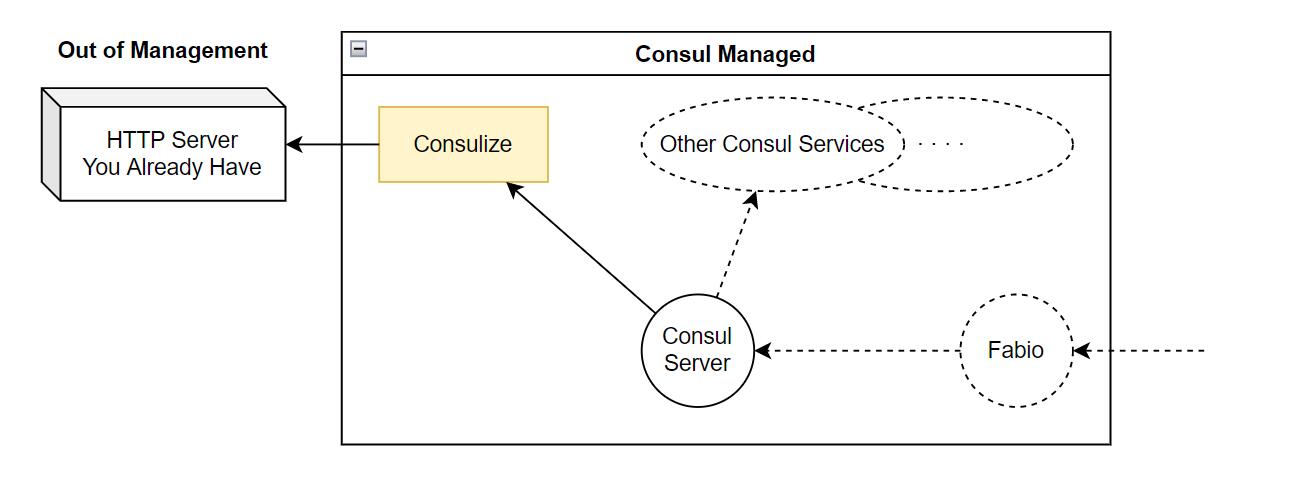 Out of Management
Consul Managed
HTTP Server
You Already Have
Consulize
Other Consul Services
. . . .
Consul
Server
Fabio